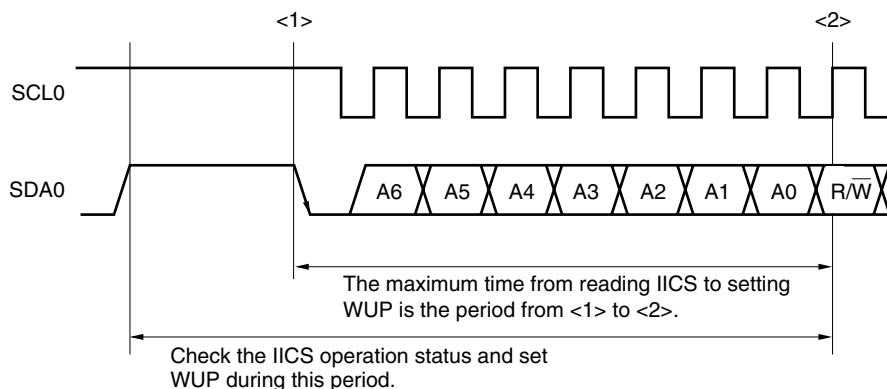 <1>
<2>
SCL0
SDA0
A6 A5 A4 A3 A2 A1 A0 R/W̅
The maximum time from reading IICS to setting
WUP is the period from <1> to <2>.
Check the IICS operation status and set
WUP during this period.